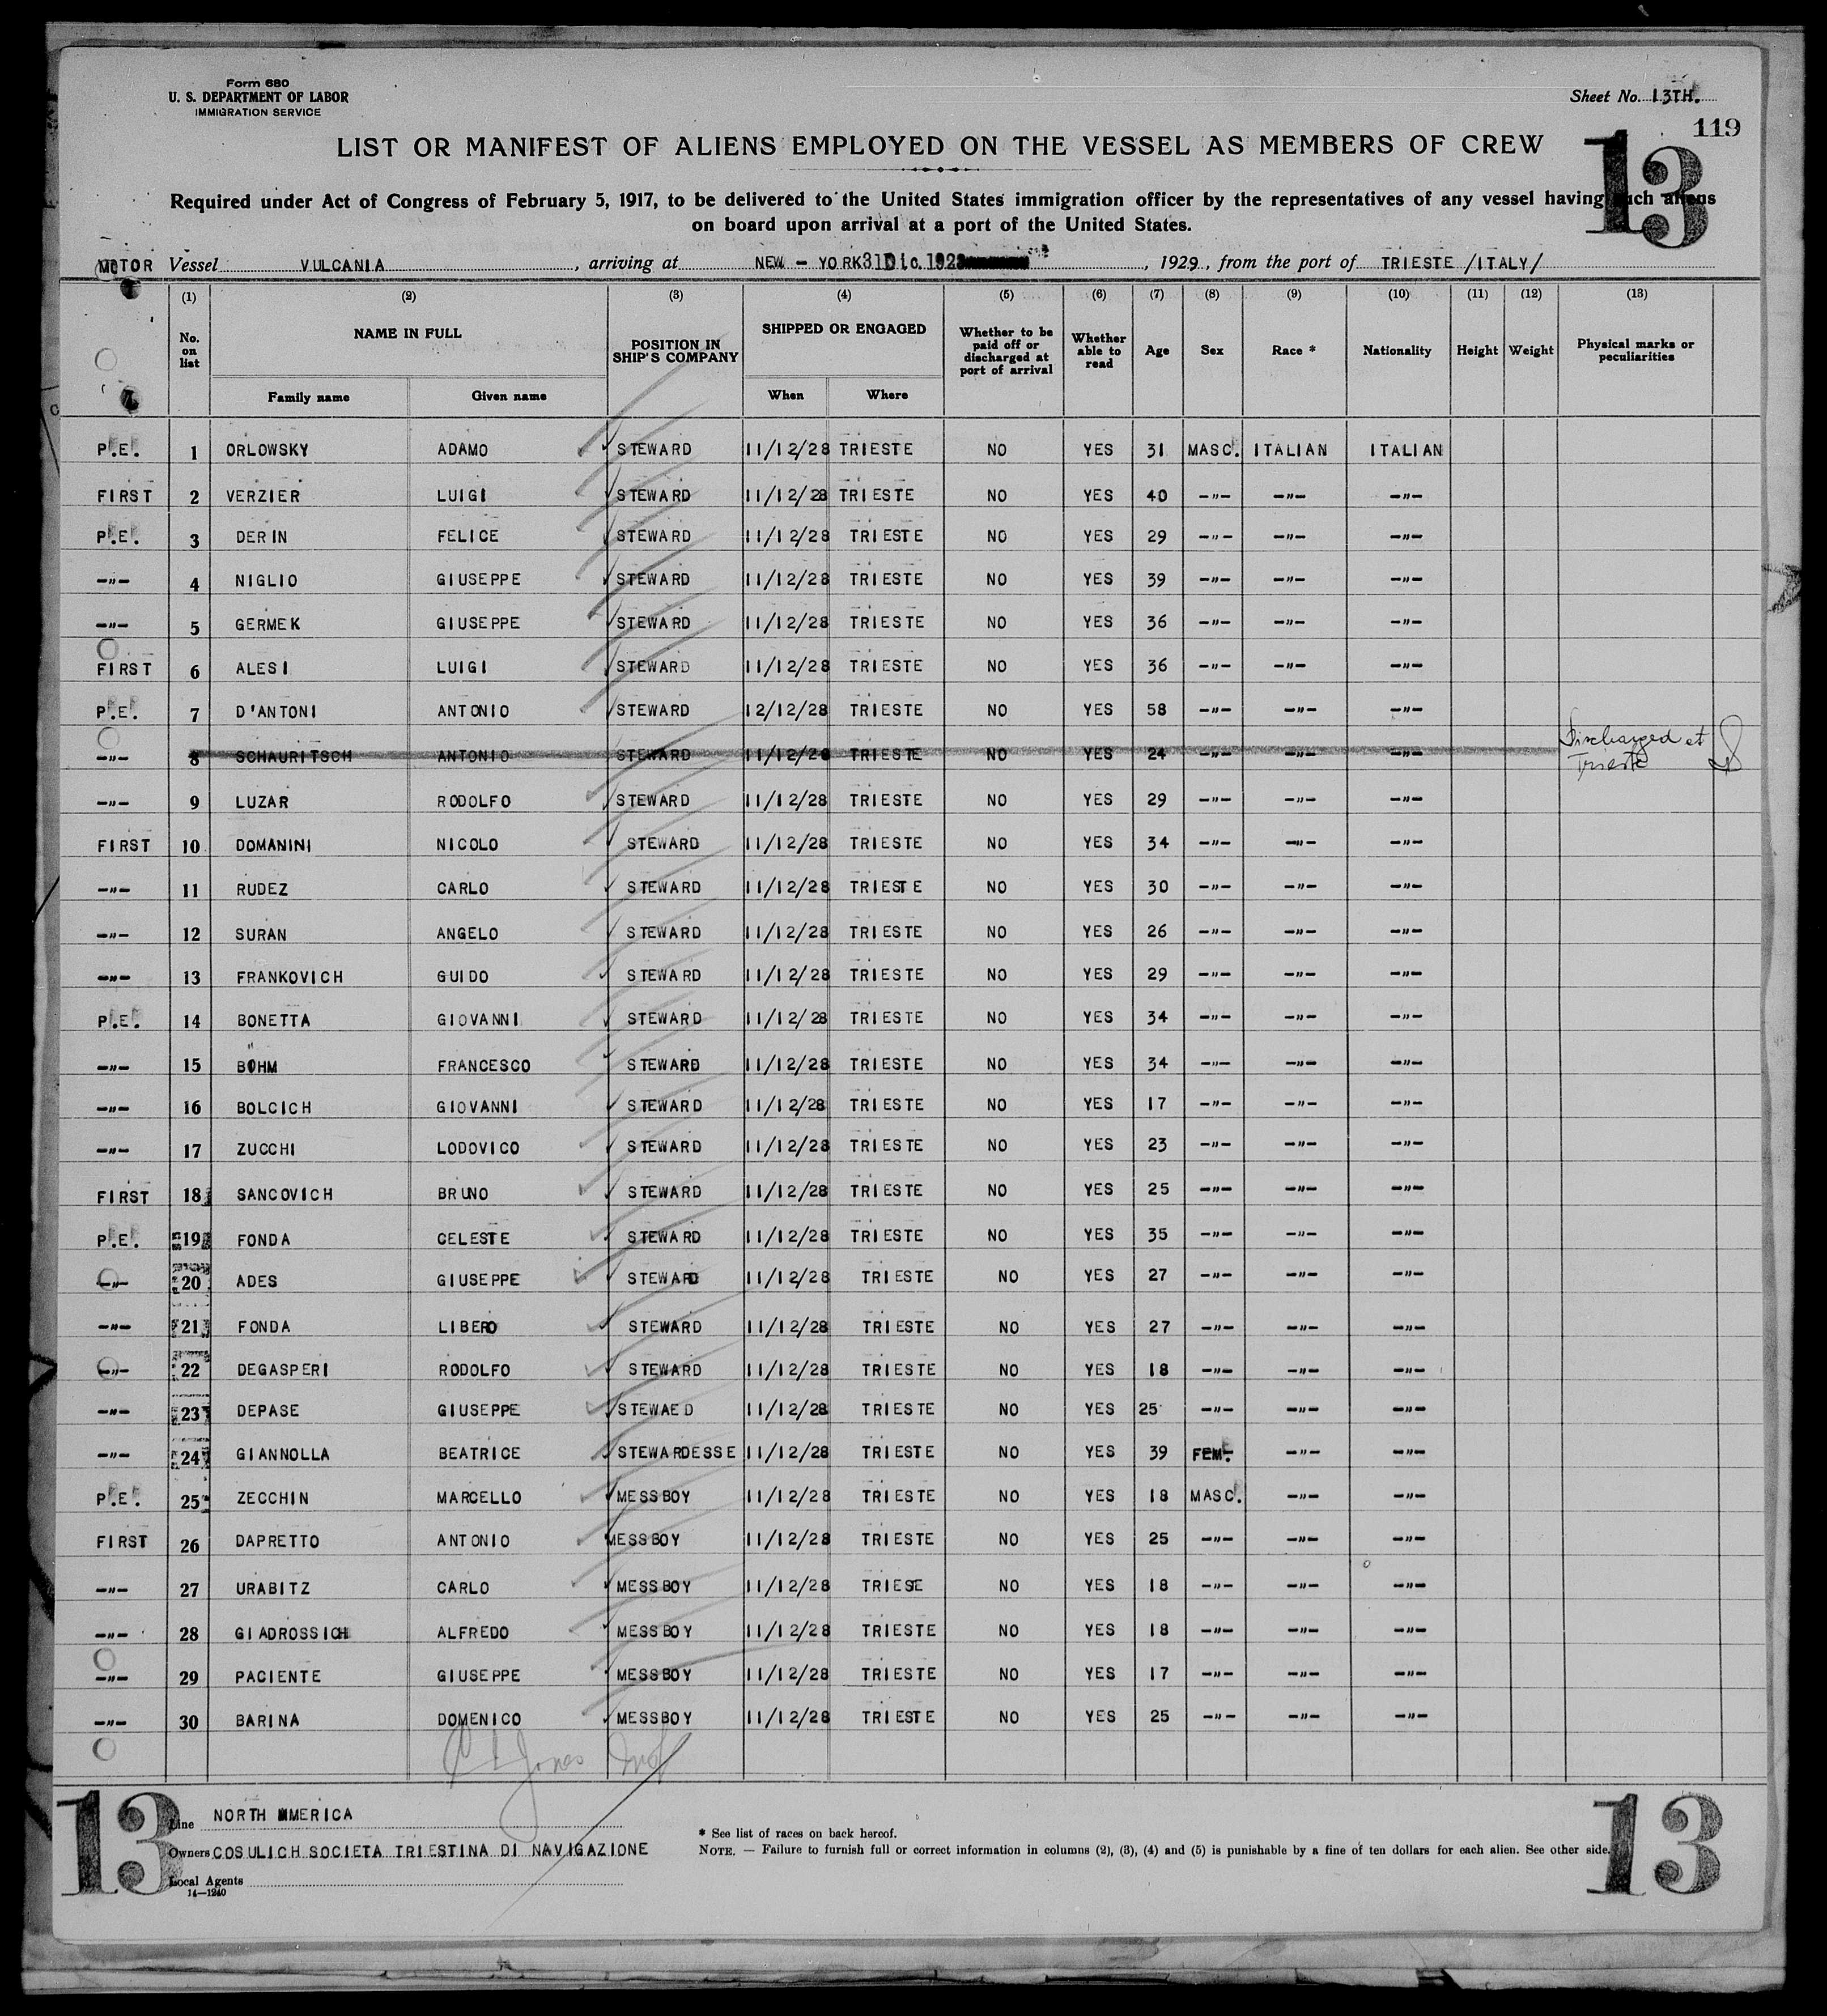 Form 680
U. S. DEPARTMENT OF LABOR
IMMIGRATION SERVICE
Sheet No. 13TH.
119
13
LIST OR MANIFEST OF ALIENS EMPLOYED ON THE VESSEL AS MEMBERS OF CREW
Required under Act of Congress of February 5, 1917, to be delivered to the United States immigration officer by the representatives of any vessel having such aliens
on board upon arrival at a port of the United States.
MOTOR Vessel VULCANIA, arriving at NEW - YORK 31 Dic. 1928, 1929, from the port of TRIESTE /ITALY/
(1) (2) (3) (4) (5) (6) (7) (8) (9) (10) (11) (12) (13)
No. on list NAME IN FULL POSITION IN SHIP'S COMPANY SHIPPED OR ENGAGED Whether to be paid off or discharged at port of arrival Whether able to read Age Sex Race * Nationality Height Weight Physical marks or peculiarities
Family name Given name When Where
P.E. 1 ORLOWSKY ADAMO STEWARD 11/12/28 TRIESTE NO YES 31 MASC. ITALIAN ITALIAN
FIRST 2 VERZIER LUIGI STEWARD 11/12/28 TRIESTE NO YES 40 -"- -"- -"-
P.E. 3 DERIN FELICE STEWARD 11/12/28 TRIESTE NO YES 29 -"- -"- -"-
-"- 4 NIGLIO GIUSEPPE STEWARD 11/12/28 TRIESTE NO YES 39 -"- -"- -"-
-"- 5 GERMEK GIUSEPPE STEWARD 11/12/28 TRIESTE NO YES 36 -"- -"- -"-
FIRST 6 ALESI LUIGI STEWARD 11/12/28 TRIESTE NO YES 36 -"- -"- -"-
P.E. 7 D'ANTONI ANTONIO STEWARD 12/12/28 TRIESTE NO YES 58 -"- -"- -"-
-"- 8 SCHAURITSCH ANTONIO STEWARD 11/12/28 TRIESTE NO YES 24 -"- -"- -"- Discharged at Trieste
-"- 9 LUZAR RODOLFO STEWARD 11/12/28 TRIESTE NO YES 29 -"- -"- -"-
FIRST 10 DOMANINI NICOLO STEWARD 11/12/28 TRIESTE NO YES 34 -"- -"- -"-
-"- 11 RUDEZ CARLO STEWARD 11/12/28 TRIESTE NO YES 30 -"- -"- -"-
-"- 12 SURAN ANGELO STEWARD 11/12/28 TRIESTE NO YES 26 -"- -"- -"-
-"- 13 FRANKOVICH GUIDO STEWARD 11/12/28 TRIESTE NO YES 29 -"- -"- -"-
P.E. 14 BONETTA GIOVANNI STEWARD 11/12/28 TRIESTE NO YES 34 -"- -"- -"-
-"- 15 BÖHM FRANCESCO STEWARD 11/12/28 TRIESTE NO YES 34 -"- -"- -"-
-"- 16 BOLCICH GIOVANNI STEWARD 11/12/28 TRIESTE NO YES 17 -"- -"- -"-
-"- 17 ZUCCHI LODOVICO STEWARD 11/12/28 TRIESTE NO YES 23 -"- -"- -"-
FIRST 18 SANCOVICH BRUNO STEWARD 11/12/28 TRIESTE NO YES 25 -"- -"- -"-
P.E. 19 FONDA CELESTE STEWARD 11/12/28 TRIESTE NO YES 35 -"- -"- -"-
-"- 20 ADES GIUSEPPE STEWARD 11/12/28 TRIESTE NO YES 27 -"- -"- -"-
-"- 21 FONDA LIBERO STEWARD 11/12/28 TRIESTE NO YES 27 -"- -"- -"-
-"- 22 DEGASPERI RODOLFO STEWARD 11/12/28 TRIESTE NO YES 18 -"- -"- -"-
-"- 23 DEPASE GIUSEPPE STEWAED 11/12/28 TRIESTE NO YES 25 -"- -"- -"-
-"- 24 GIANNOLLA BEATRICE STEWARDESSE 11/12/28 TRIESTE NO YES 39 FEM. -"- -"-
P.E. 25 ZECCHIN MARCELLO MESSBOY 11/12/28 TRIESTE NO YES 18 MASC. -"- -"-
FIRST 26 DAPRETTO ANTONIO MESSBOY 11/12/28 TRIESTE NO YES 25 -"- -"- -"-
-"- 27 URABITZ CARLO MESSBOY 11/12/28 TRIESE NO YES 18 -"- -"- -"-
-"- 28 GIADROSSICH ALFREDO MESSBOY 11/12/28 TRIESTE NO YES 18 -"- -"- -"-
-"- 29 PACIENTE GIUSEPPE MESSBOY 11/12/28 TRIESTE NO YES 17 -"- -"- -"-
-"- 30 BARINA DOMENICO MESSBOY 11/12/28 TRIESTE NO YES 25 -"- -"- -"-
Jones
13
13
Line NORTH AMERICA
Owners COSULICH SOCIETA TRIESTINA DI NAVIGAZIONE
Local Agents
14—1240
* See list of races on back hereof.
NOTE. — Failure to furnish full or correct information in columns (2), (3), (4) and (5) is punishable by a fine of ten dollars for each alien. See other side.